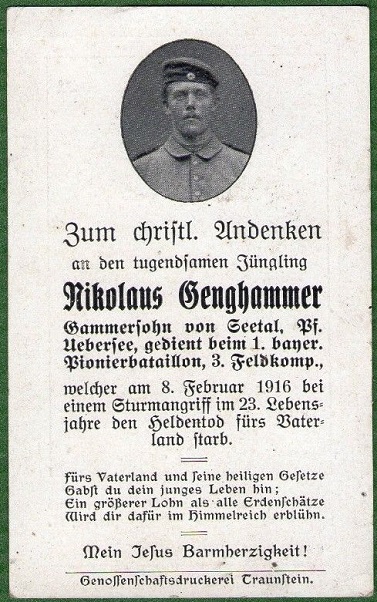 Zum christl. Andenken
an den tugendsamen Jüngling
Nikolaus Genghammer
Gammersohn von Seetal, Pf.
Uebersee, gedient beim 1. bayer.
Pionierbataillon, 3. Feldkomp.,
welcher am 8. Februar 1916 bei
einem Sturmangriff im 23. Lebens-
jahre den Heldentod fürs Vater-
land starb.
Fürs Vaterland und seine heiligen Gesetze
Gabst du dein junges Leben hin;
Ein größerer Lohn als alle Erdenschätze
Wird dir dafür im Himmelreich erblühn.
Mein Jesus Barmherzigkeit!
Genossenschaftsdruckerei Traunstein.